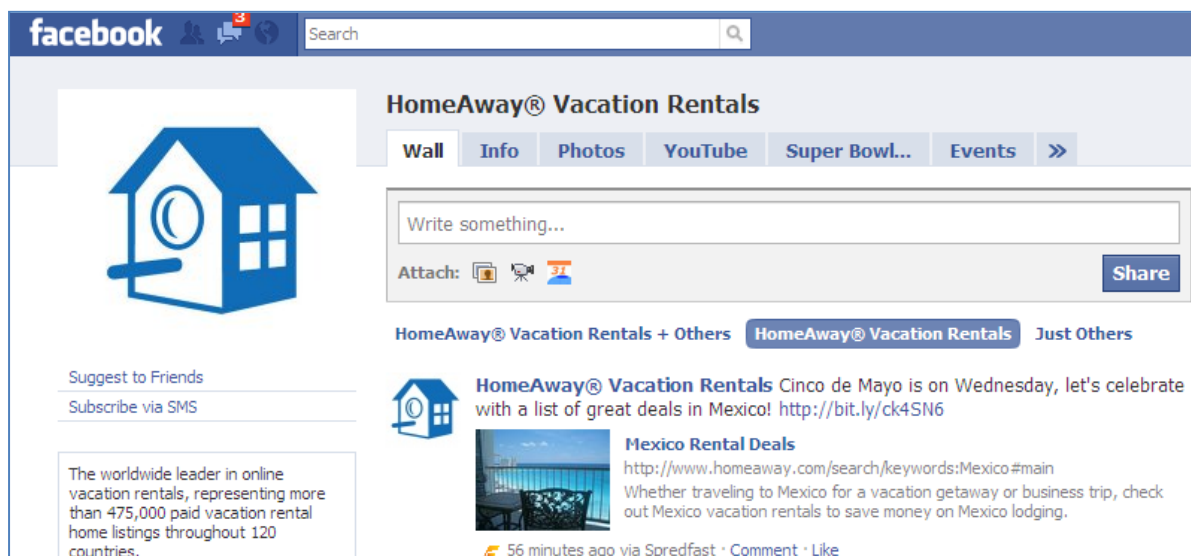 facebook
3
Search
HomeAway® Vacation Rentals
Wall Info Photos YouTube Super Bowl... Events »
Write something...
Attach: 31 Share
HomeAway® Vacation Rentals + Others HomeAway® Vacation Rentals Just Others
Suggest to Friends
Subscribe via SMS
The worldwide leader in online
vacation rentals, representing more
than 475,000 paid vacation rental
home listings throughout 120
countries.
HomeAway® Vacation Rentals Cinco de Mayo is on Wednesday, let's celebrate
with a list of great deals in Mexico! http://bit.ly/ck4SN6
Mexico Rental Deals
http://www.homeaway.com/search/keywords:Mexico#main
Whether traveling to Mexico for a vacation getaway or business trip, check
out Mexico vacation rentals to save money on Mexico lodging.
56 minutes ago via Spredfast · Comment · Like